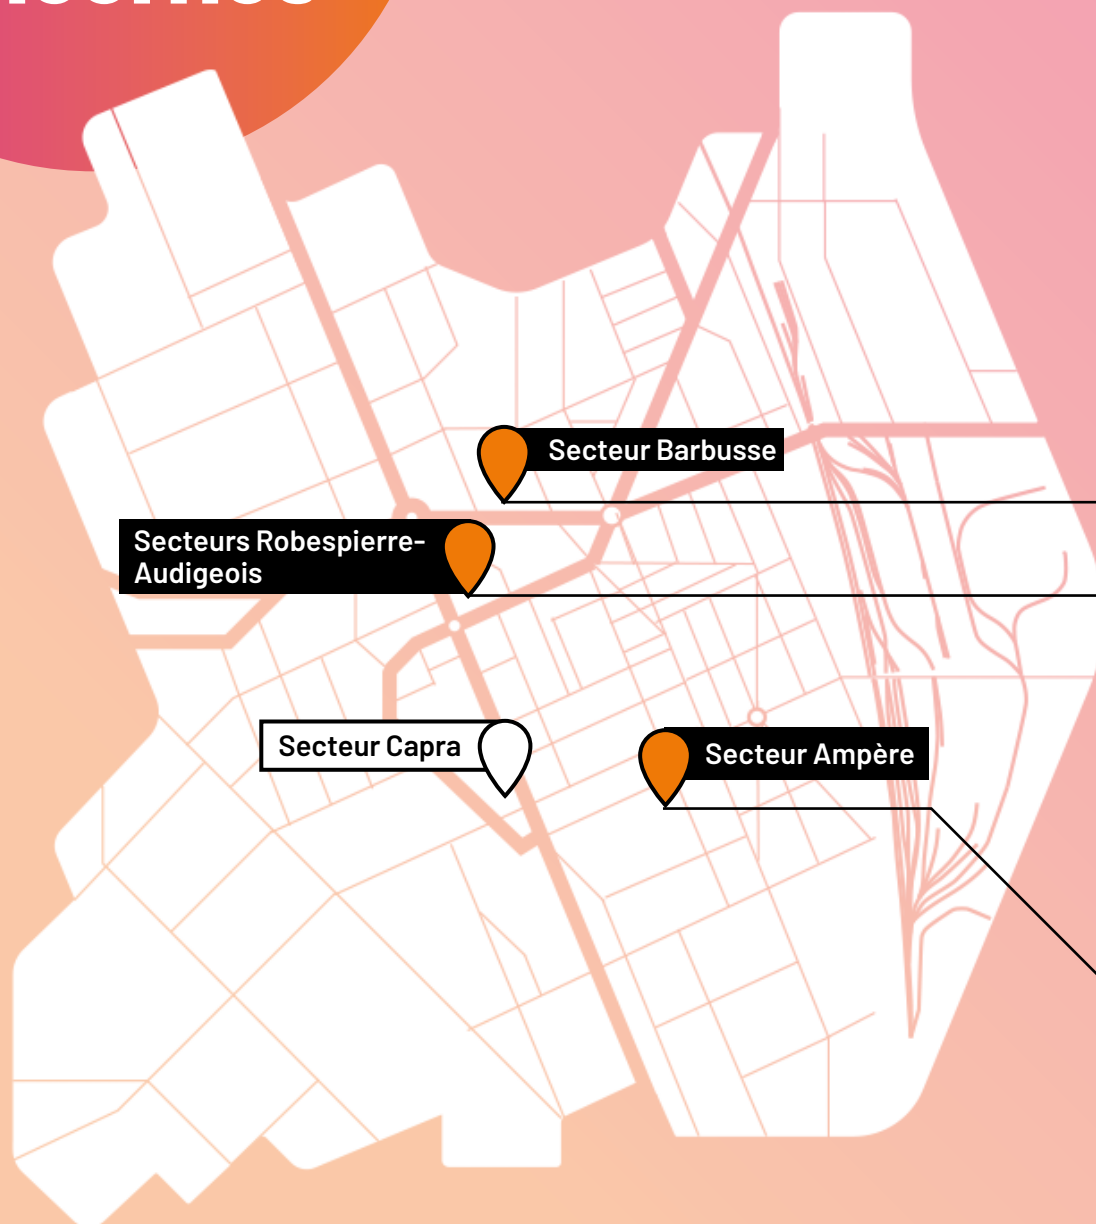 Secteur Barbusse
Secteurs Robespierre-
Audigeois
Secteur Capra
Secteur Ampère